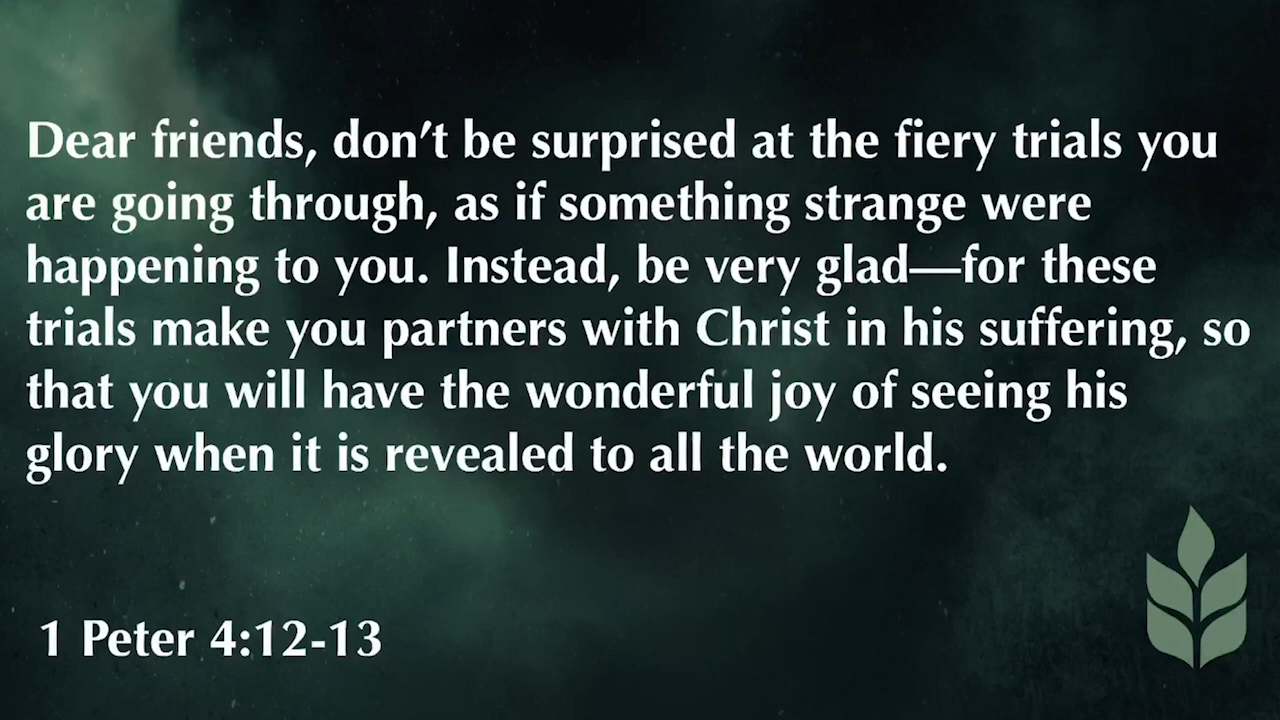 Dear friends, don’t be surprised at the fiery trials you
are going through, as if something strange were
happening to you. Instead, be very glad—for these
trials make you partners with Christ in his suffering, so
that you will have the wonderful joy of seeing his
glory when it is revealed to all the world.
1 Peter 4:12-13